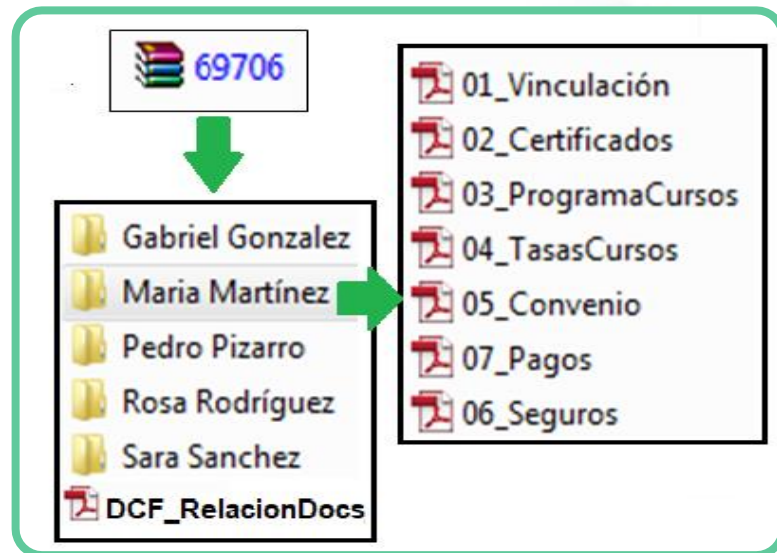 69706
Gabriel Gonzalez
Maria Martínez
Pedro Pizarro
Rosa Rodríguez
Sara Sanchez
DCF_RelacionDocs
01_Vinculación
02_Certificados
03_ProgramaCursos
04_TasasCursos
05_Convenio
07_Pagos
06_Seguros